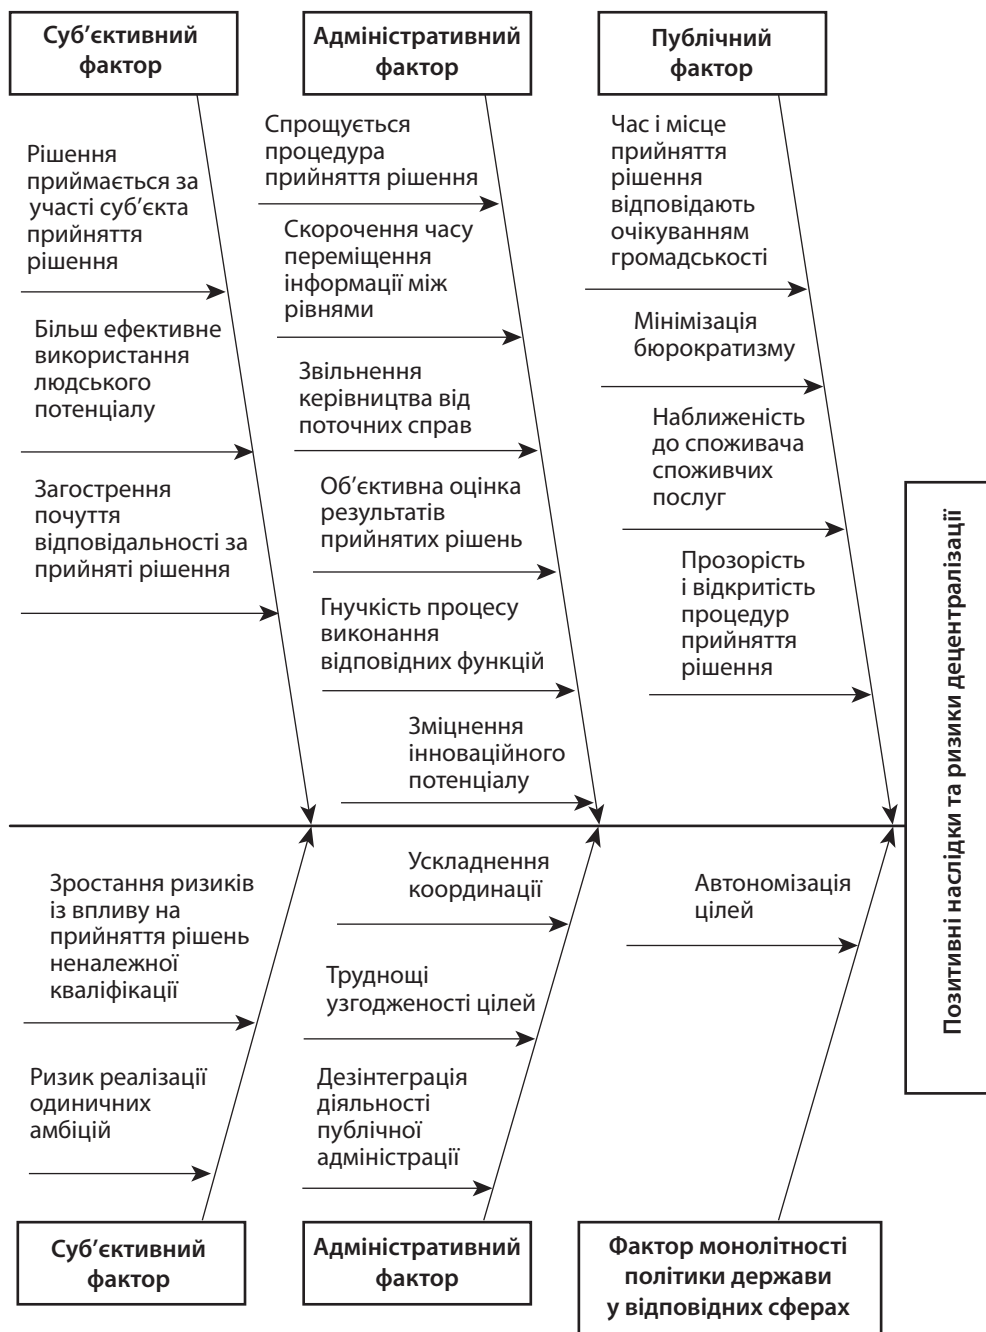 Суб’єктивний
фактор
Адміністративний
фактор
Публічний
фактор
Рішення
приймається за
участі суб’єкта
прийняття
рішення
Більш ефективне
використання
людського
потенціалу
Загострення
почуття
відповідальності за
прийняті рішення
Спрощується
процедура
прийняття рішення
Скорочення часу
переміщення
інформації між
рівнями
Звільнення
керівництва від
поточних справ
Об’єктивна оцінка
результатів
прийнятих рішень
Гнучкість процесу
виконання
відповідних функцій
Зміцнення
інноваційного
потенціалу
Час і місце
прийняття
рішення
відповідають
очікуванням
громадськості
Мінімізація
бюрократизму
Наближеність
до споживача
споживчих
послуг
Прозорість
і відкритість
процедур
прийняття
рішення
Позитивні наслідки та ризики децентралізації
Зростання ризиків
із впливу на
прийняття рішень
неналежної
кваліфікації
Ризик реалізації
одиничних
амбіцій
Ускладнення
координації
Труднощі
узгодженості цілей
Дезінтеграція
діяльності
публічної
адміністрації
Автономізація
цілей
Суб’єктивний
фактор
Адміністративний
фактор
Фактор монолітності
політики держави
у відповідних сферах